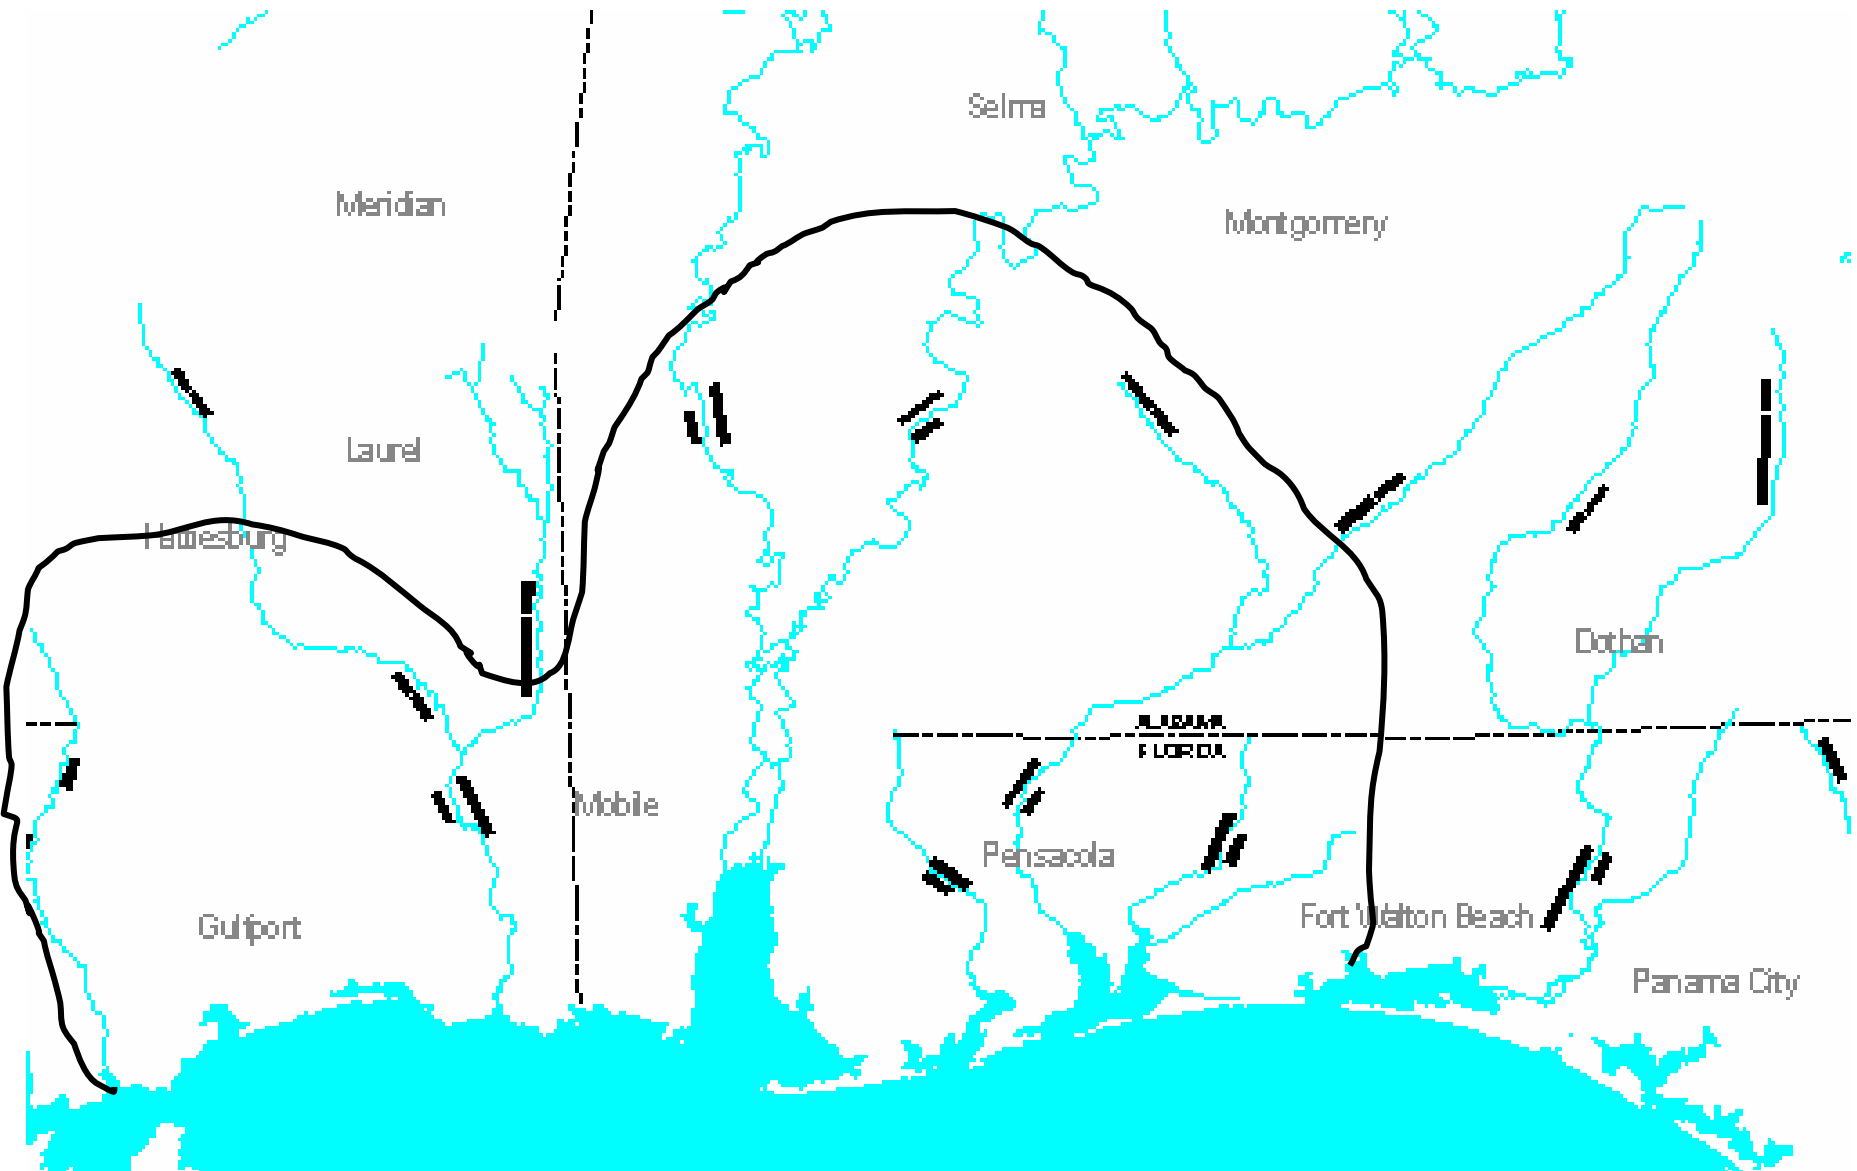 Selma
Meridian
Montgomery
Laurel
Hattiesburg
Dothan
ALABAMA
FLORIDA
Mobile
Pensacola
Fort Walton Beach
Gulfport
Panama City